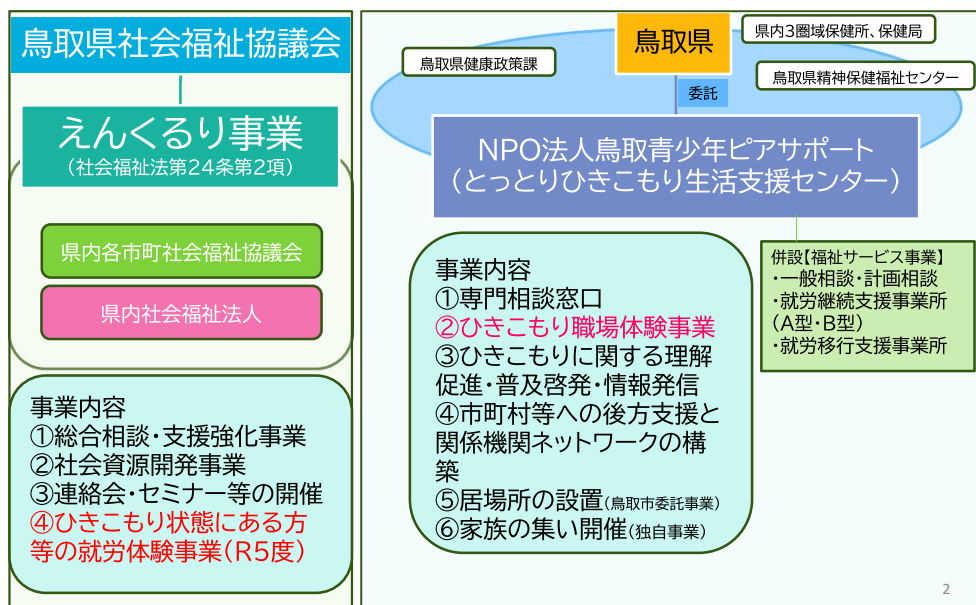 鳥取県社会福祉協議会
えんくるり事業
(社会福祉法第24条第2項)
県内各市町社会福祉協議会
県内社会福祉法人
事業内容
①総合相談・支援強化事業
②社会資源開発事業
③連絡会・セミナー等の開催
④ひきこもり状態にある方
等の就労体験事業(R5度)
鳥取県
県内3圏域保健所、保健局
鳥取県健康政策課
鳥取県精神保健福祉センター
委託
NPO法人鳥取青少年ピアサポート
(とっとりひきこもり生活支援センター)
事業内容
①専門相談窓口
②ひきこもり職場体験事業
③ひきこもりに関する理解
促進・普及啓発・情報発信
④市町村等への後方支援と
関係機関ネットワークの構
築
⑤居場所の設置(鳥取市委託事業)
⑥家族の集い開催(独自事業)
併設【福祉サービス事業】
・一般相談・計画相談
・就労継続支援事業所
(A型・B型)
・就労移行支援事業所
2